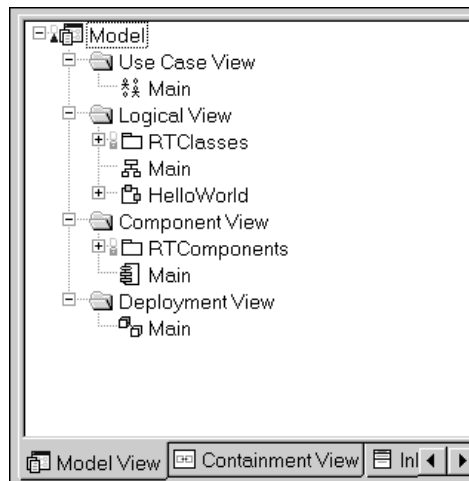 Model
Use Case View
Main
Logical View
RTClasses
Main
HelloWorld
Component View
RTComponents
Main
Deployment View
Main
Model View Containment View